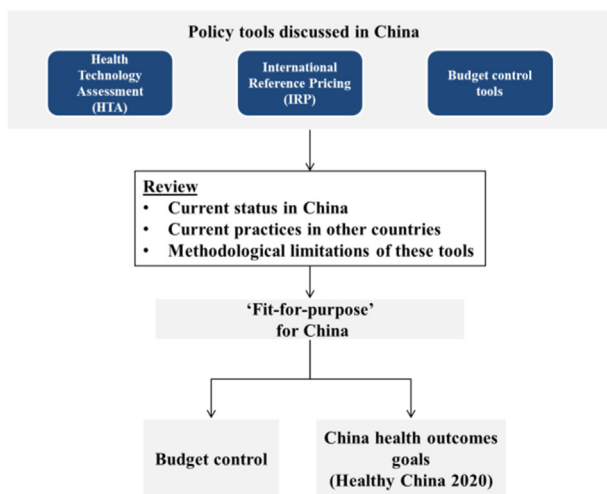 Policy tools discussed in China
Health
Technology
Assessment
(HTA)
International
Reference Pricing
(IRP)
Budget control
tools
Review
• Current status in China
• Current practices in other countries
• Methodological limitations of these tools
‘Fit-for-purpose’
for China
Budget control
China health outcomes
goals
(Healthy China 2020)